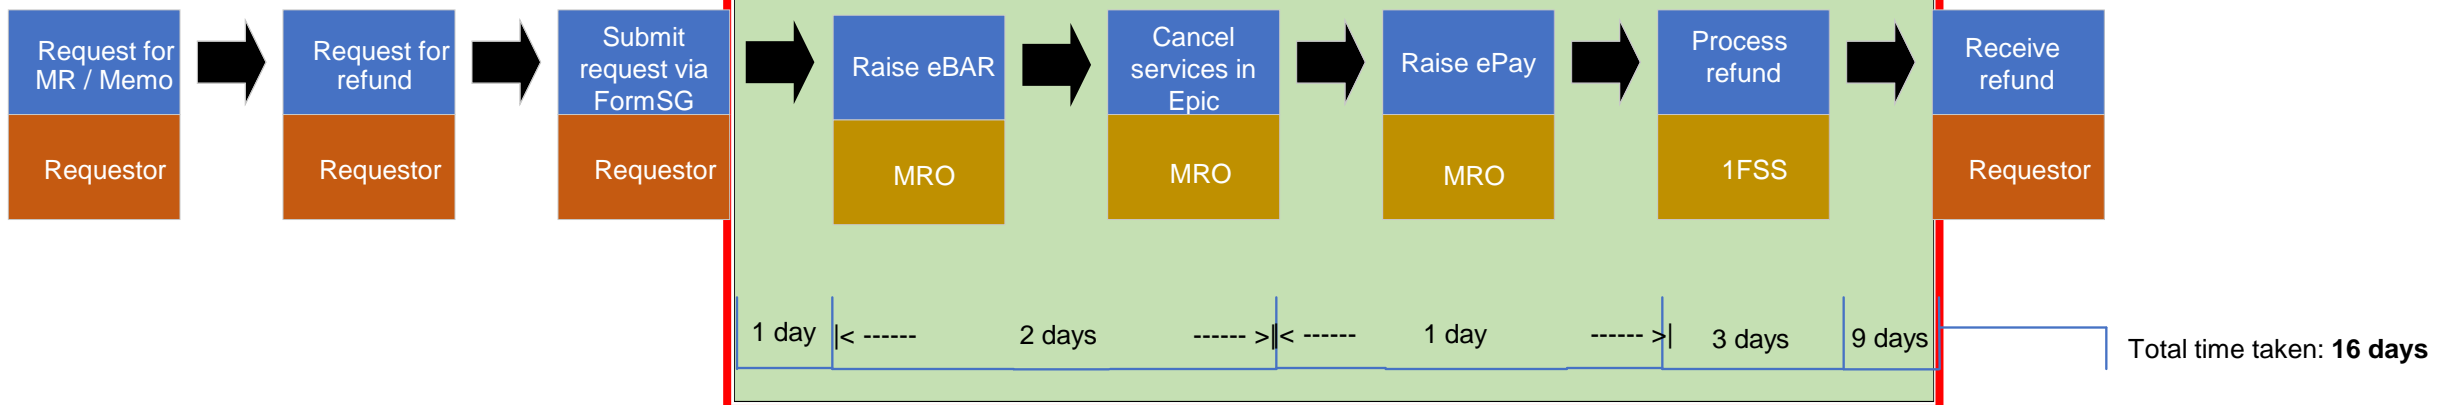 Request for
MR / Memo
Requestor
Request for
refund
Requestor
Submit
request via
FormSG
Requestor
Raise eBAR
MRO
Cancel
services in
Epic
MRO
Raise ePay
MRO
Process
refund
1FSS
Receive
refund
Requestor
1 day
|< ------ 2 days ------ >|
< ------ 1 day ------ >|
3 days
9 days
Total time taken: 16 days